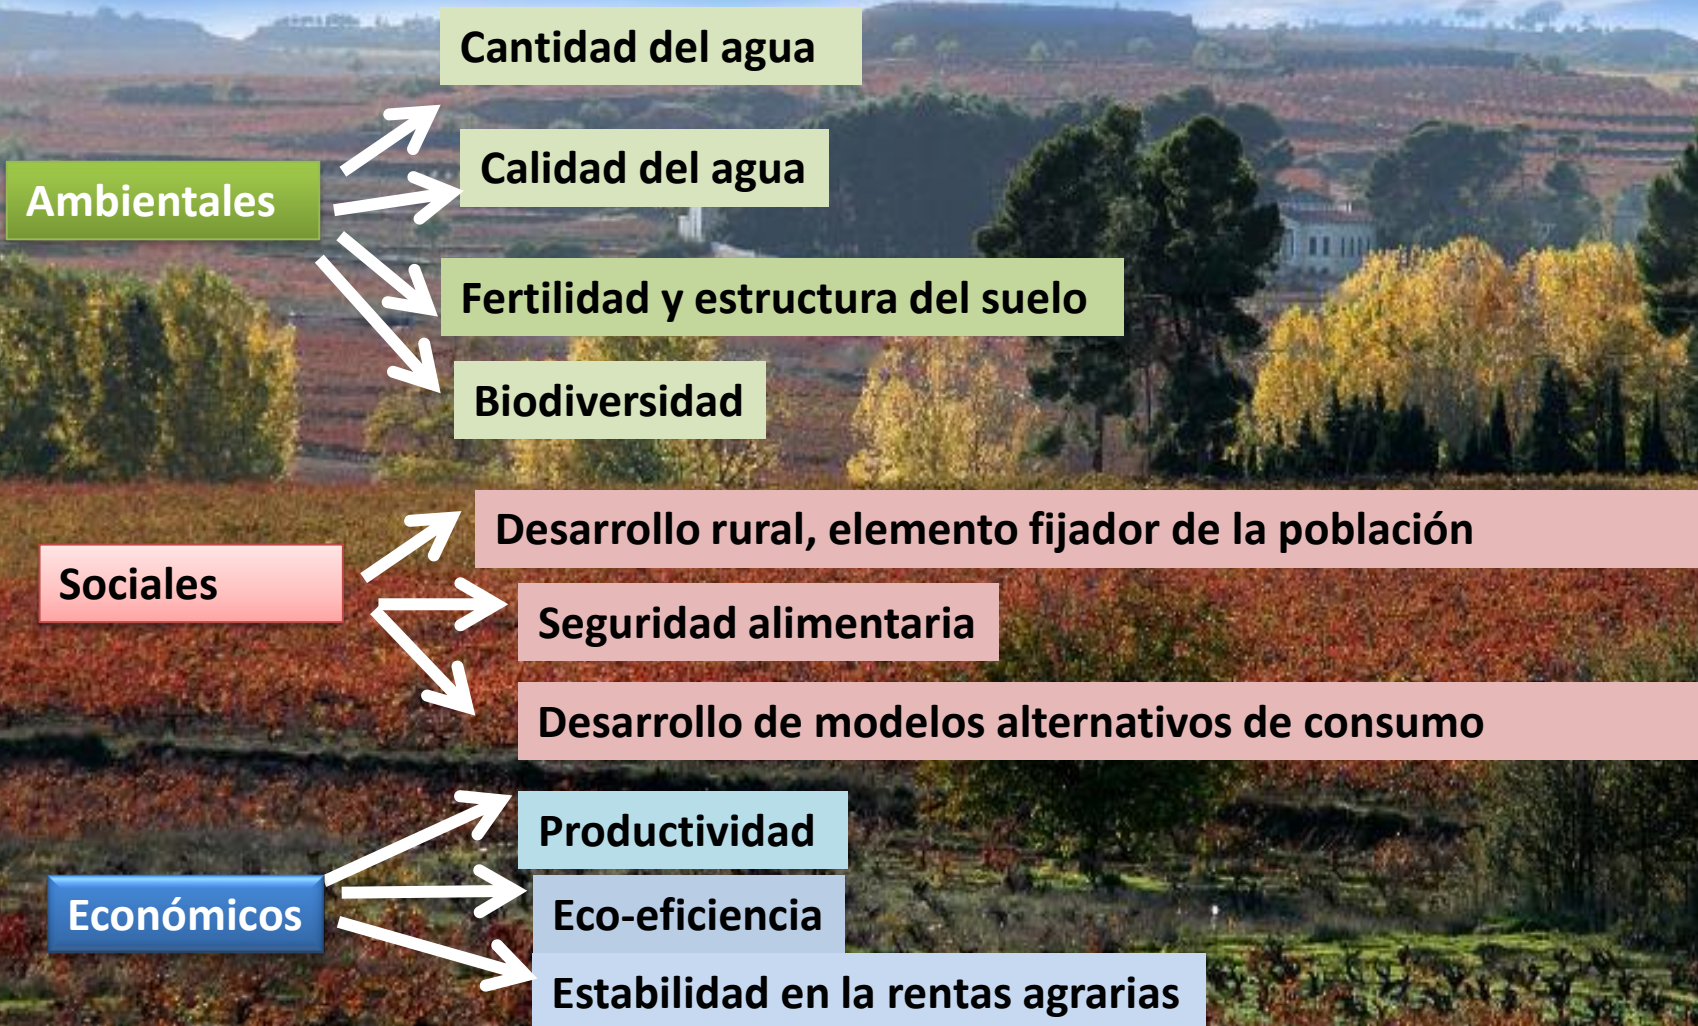 Ambientales
Cantidad del agua
Calidad del agua
Fertilidad y estructura del suelo
Biodiversidad
Sociales
Desarrollo rural, elemento fijador de la población
Seguridad alimentaria
Desarrollo de modelos alternativos de consumo
Económicos
Productividad
Eco-eficiencia
Estabilidad en la rentas agrarias